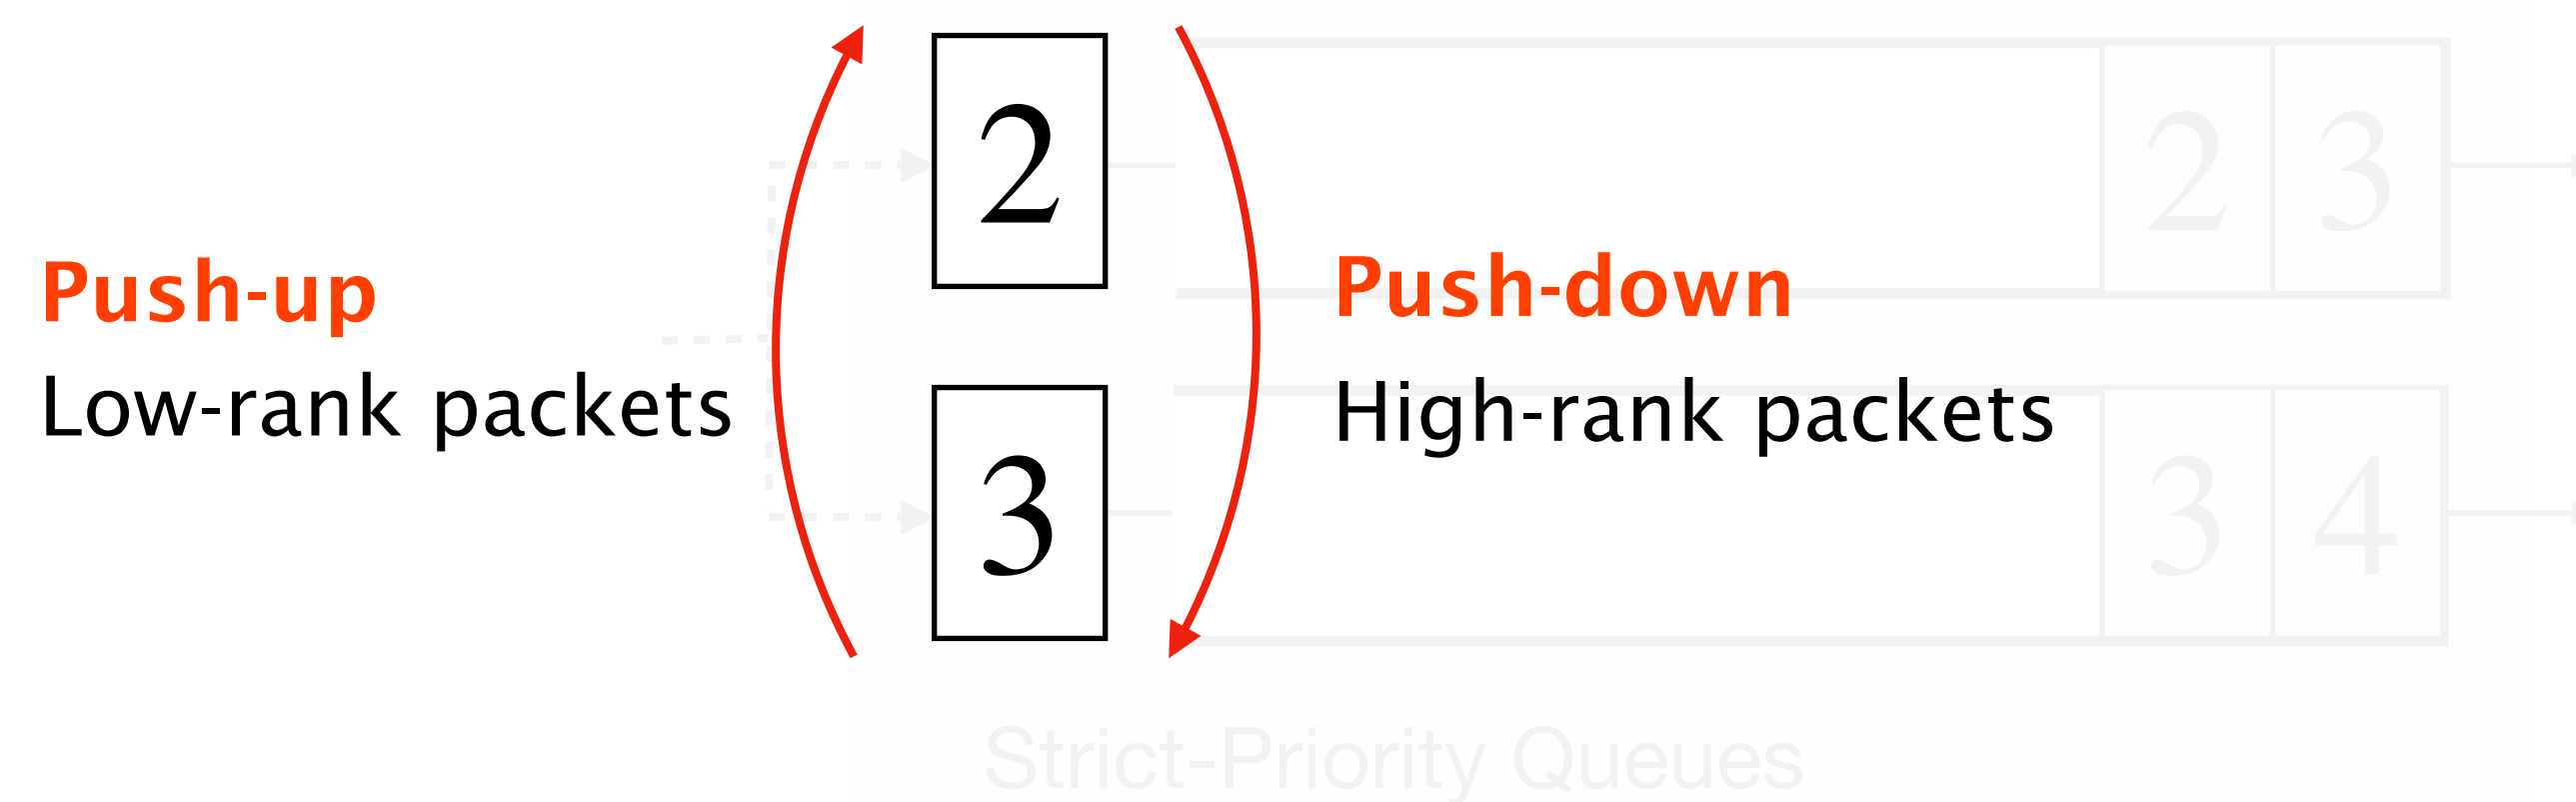 2
2 3
Push-up
Low-rank packets
Push-down
High-rank packets
3
3 4
Strict-Priority Queues